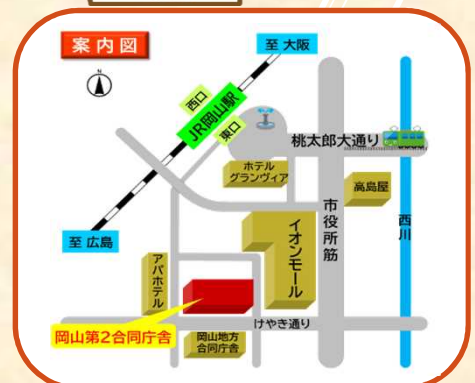 案内図
至 大阪
N
西口
JR岡山駅
東口
桃太郎大通り
ホテル
グランヴィア
高島屋
市役所筋
西川
至 広島
イオンモール
アパホテル
岡山第2合同庁舎
けやき通り
岡山地方
合同庁舎